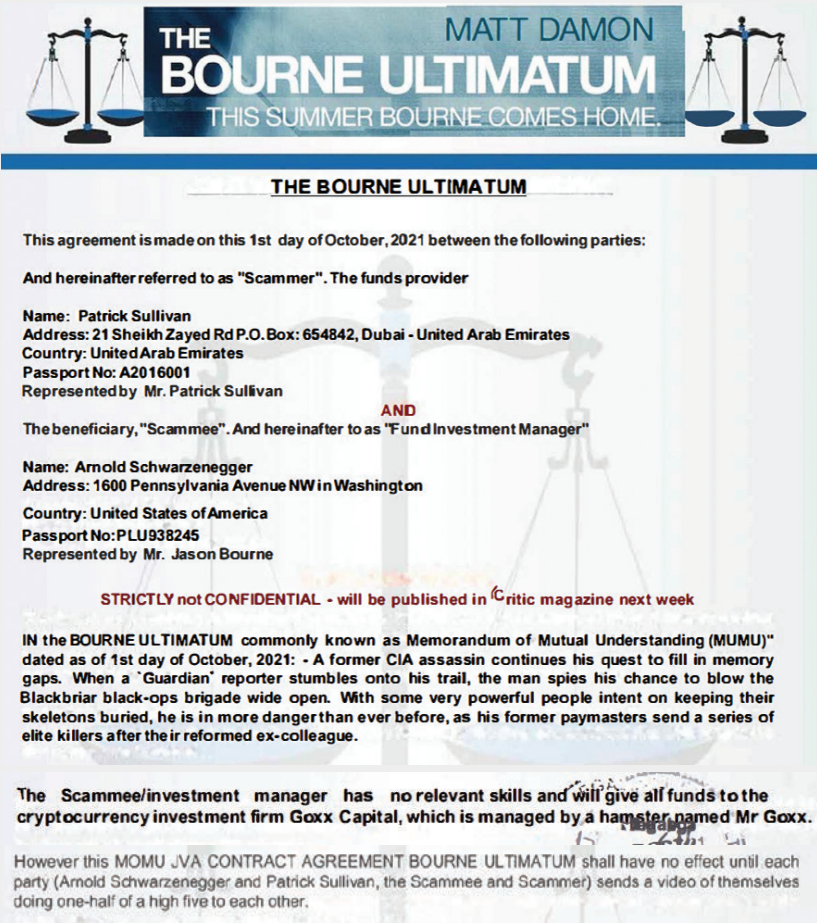 MATT DAMON
THE
BOURNE ULTIMATUM
THIS SUMMER BOURNE COMES HOME.
THE BOURNE ULTIMATUM
This agreement is made on this 1st day of October, 2021 between the following parties:
And hereinafter referred to as "Scammer". The funds provider
Name: Patrick Sullivan
Address: 21 Sheikh Zayed Rd P.O. Box: 654842, Dubai - United Arab Emirates
Country: United Arab Emirates
Passport No: A2016001
Represented by Mr. Patrick Sullivan
AND
The beneficiary, "Scammee". And hereinafter to as "Fund Investment Manager"
Name: Arnold Schwarzenegger
Address: 1600 Pennsylvania Avenue NW in Washington
Country: United States of America
Passport No: PLU938245
Represented by Mr. Jason Bourne
STRICTLY not CONFIDENTIAL - will be published in Critic magazine next week
IN the BOURNE ULTIMATUM commonly known as Memorandum of Mutual Understanding (MUMU)"
dated as of 1st day of October, 2021: - A former CIA assassin continues his quest to fill in memory
gaps. When a `Guardian" reporter stumbles onto his trail, the man spies his chance to blow the
Blackbriar black-ops brigade wide open. With some very powerful people intent on keeping their
skeletons buried, he is in more danger than ever before, as his former paymasters send a series of
elite killers after their reformed ex-colleague.
The Scammee/investment manager has no relevant skills and will give all funds to the
cryptocurrency investment firm Goxx Capital, which is managed by a hamster named Mr Goxx.
However this MOMU JVA CONTRACT AGREEMENT BOURNE ULTIMATUM shall have no effect until each
party (Arnold Schwarzenegger and Patrick Sullivan, the Scammee and Scammer) sends a video of themselves
doing one-half of a high five to each other.